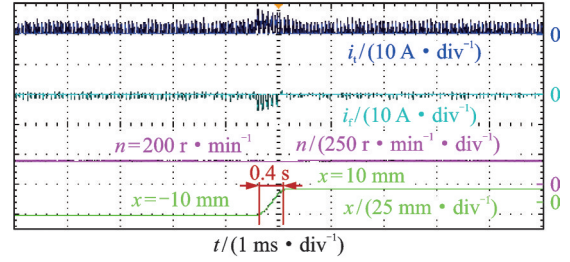 0
i_t/(10 A • div⁻¹)
0
i_f/(10 A • div⁻¹)
n=200 r • min⁻¹ n/(250 r • min⁻¹ • div⁻¹)
0.4 s x=10 mm 0
x=−10 mm x/(25 mm • div⁻¹) 0
t/(1 ms • div⁻¹)